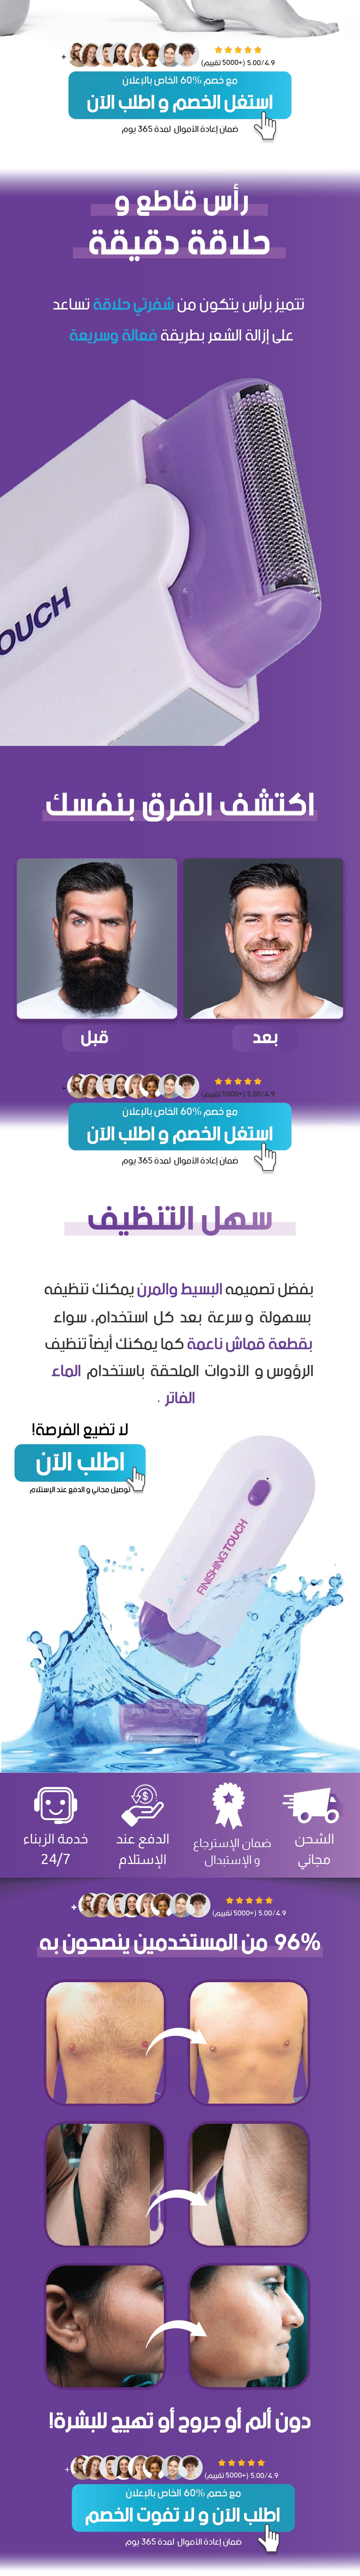 5.00/4.9 (+5000 تقييم)
+
مع خصم 60% الخاص بالإعلان
استغل الخصم و اطلب الآن
ضمان إعادة الأموال لمدة 365 يوم
رأس قاطع و
حلاقة دقيقة
تتميز برأس يتكون من شفرتي حلاقة تساعد
على إزالة الشعر بطريقة فعالة وسريعة
OUCH
اكتشف الفرق بنفسك
قبل
بعد
5.00/4.9 (+5000 تقييم)
+
مع خصم 60% الخاص بالإعلان
استغل الخصم و اطلب الآن
ضمان إعادة الأموال لمدة 365 يوم
سهل التنظيف
بفضل تصميمه البسيط والمرن يمكنك تنظيفه
بسهولة و سرعة بعد كل استخدام، سواء
بقطعة قماش ناعمة كما يمكنك أيضاً تنظيف
الرؤوس و الأدوات الملحقة باستخدام الماء
الفاتر .
لا تضيع الفرصة!
اطلب الآن
توصيل مجاني و الدفع عند الإستلام
FINISHING TOUCH
الشحن
مجاني
ضمان الإسترجاع
و الإستبدال
الدفع عند
الإستلام
خدمة الزبناء
24/7
5.00/4.9 (+5000 تقييم)
+
96% من المستخدمين ينصحون به
دون ألم أو جروح أو تهييج للبشرة!
5.00/4.9 (+5000 تقييم)
+
مع خصم 60% الخاص بالإعلان
اطلب الآن و لا تفوت الخصم
ضمان إعادة الأموال لمدة 365 يوم